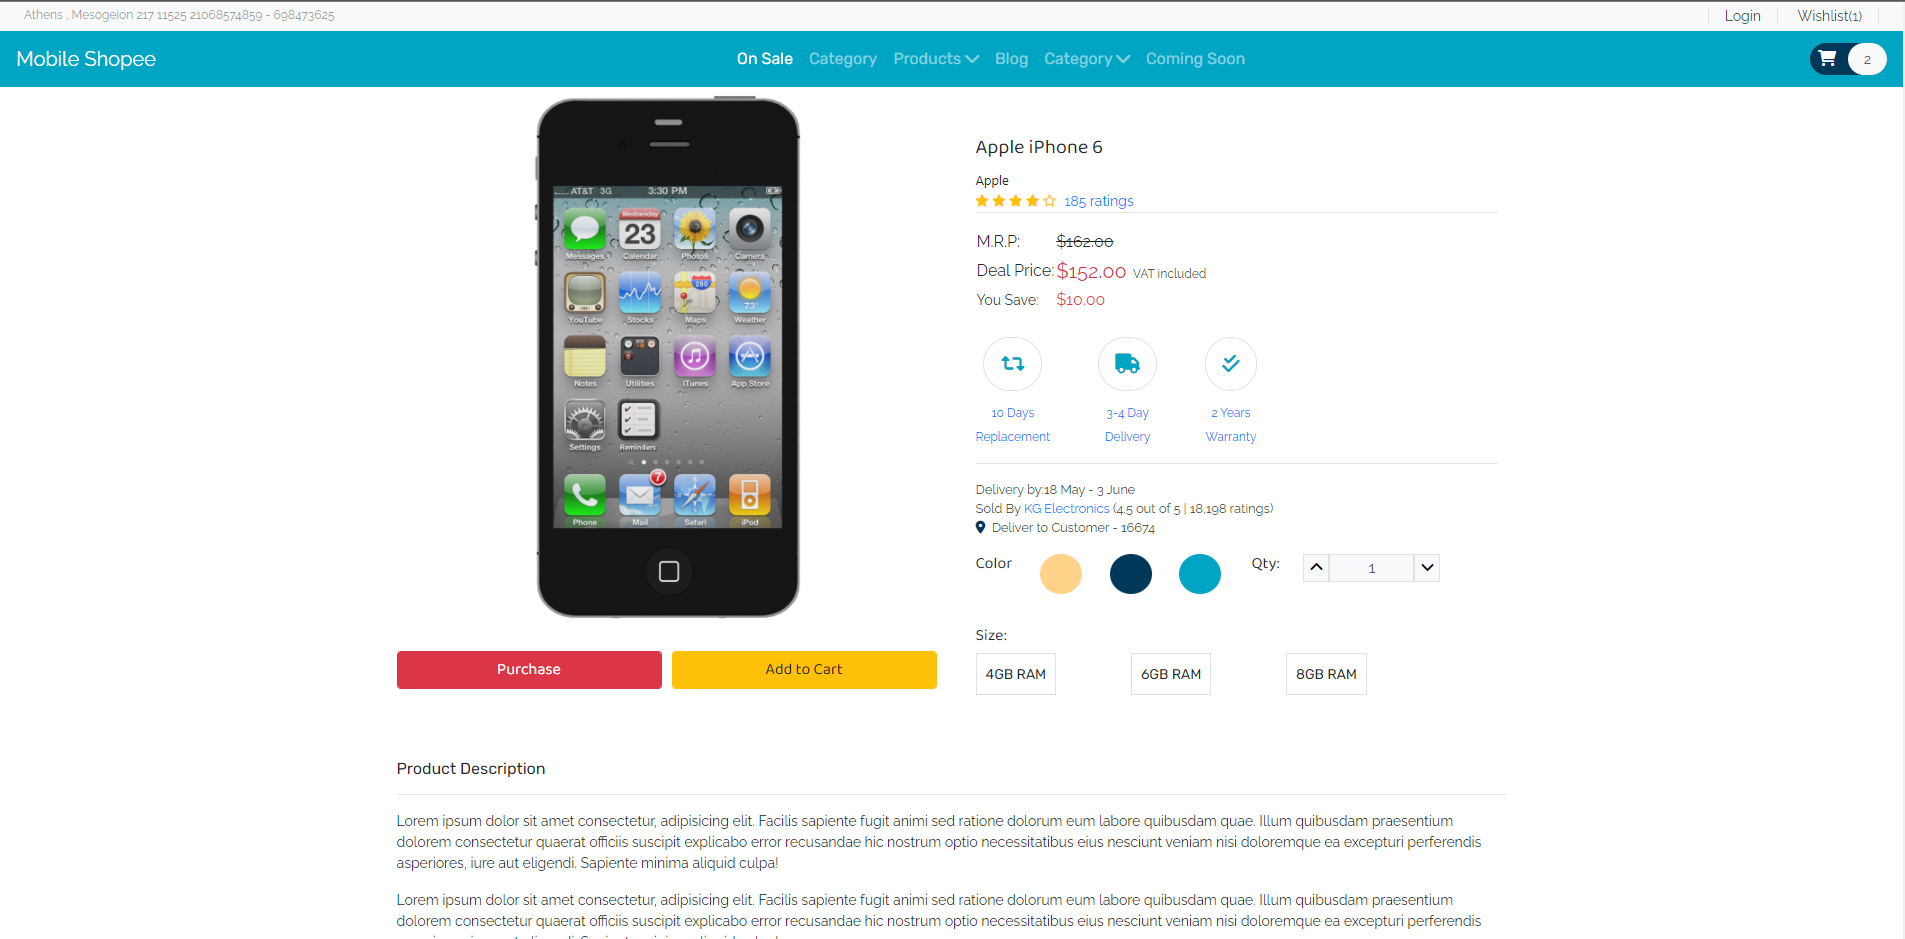 Athens , Mesogeion 217 11525 21068574859 - 698473625
Login
Wishlist(1)
Mobile Shopee
On Sale
Category
Products
Blog
Category
Coming Soon
2
AT&T 3G 3:30 PM
Wednesday
23
280
73°
Messages Calendar Photos Camera
YouTube Stocks Maps Weather
Notes Utilities iTunes App Store
Settings Reminders
7
Phone Mail Safari iPod
Purchase
Add to Cart
Apple iPhone 6
Apple
185 ratings
M.R.P: $162.00
Deal Price: $152.00 VAT included
You Save: $10.00
10 Days
Replacement
3-4 Day
Delivery
2 Years
Warranty
Delivery by:18 May - 3 June
Sold By KG Electronics (4.5 out of 5 | 18,198 ratings)
Deliver to Customer - 16674
Color
Qty:
1
Size:
4GB RAM
6GB RAM
8GB RAM
Product Description
Lorem ipsum dolor sit amet consectetur, adipisicing elit. Facilis sapiente fugit animi sed ratione dolorum eum labore quibusdam quae. Illum quibusdam praesentium
dolorem consectetur quaerat officiis suscipit explicabo error recusandae hic nostrum optio necessitatibus eius nesciunt veniam nisi doloremque ea excepturi perferendis
asperiores, iure aut eligendi. Sapiente minima aliquid culpa!
Lorem ipsum dolor sit amet consectetur, adipisicing elit. Facilis sapiente fugit animi sed ratione dolorum eum labore quibusdam quae. Illum quibusdam praesentium
dolorem consectetur quaerat officiis suscipit explicabo error recusandae hic nostrum optio necessitatibus eius nesciunt veniam nisi doloremque ea excepturi perferendis